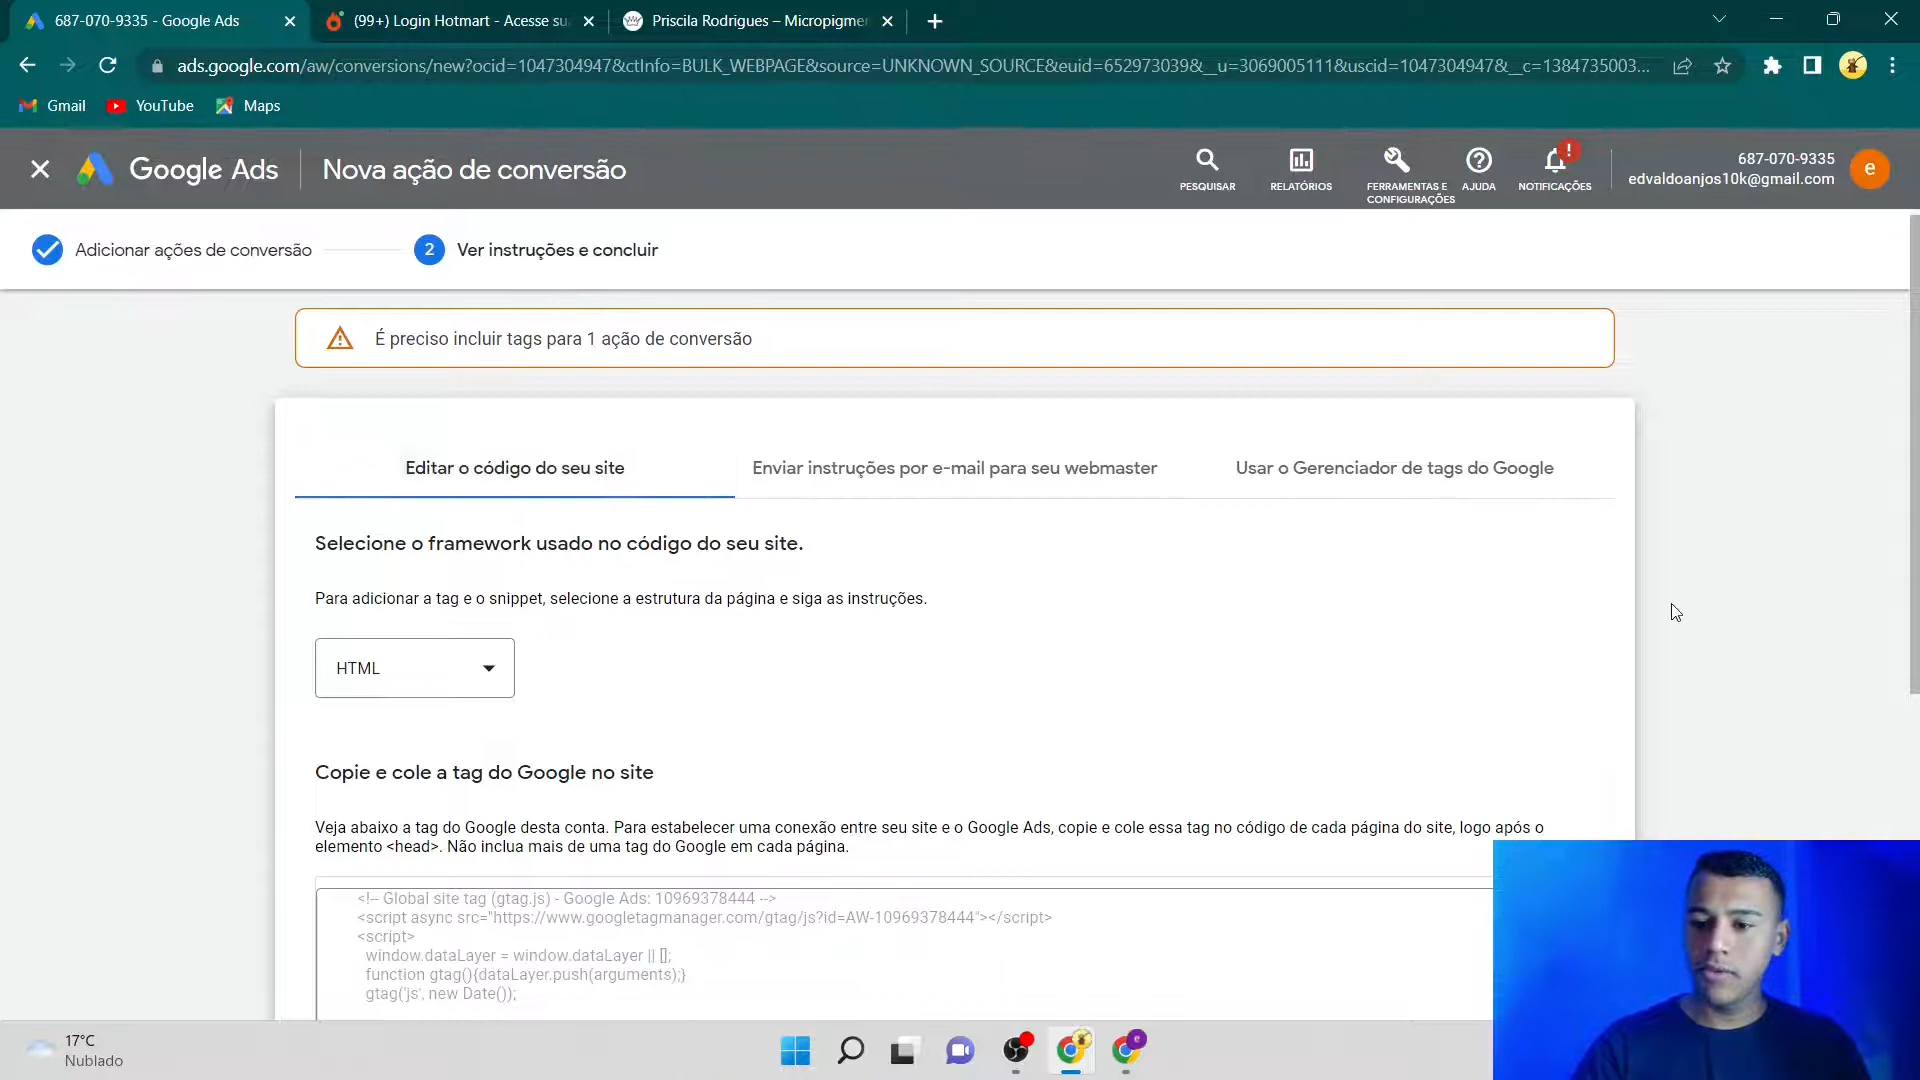 687-070-9335 - Google Ads
(99+) Login Hotmart - Acesse su
Priscila Rodrigues – Micropigme
ads.google.com/aw/conversions/new?ocid=1047304947&ctInfo=BULK_WEBPAGE&source=UNKNOWN_SOURCE&euid=652973039&__u=3069005111&uscid=1047304947&__c=1384735003...
Gmail
YouTube
Maps
Google Ads
Nova ação de conversão
PESQUISAR
RELATÓRIOS
FERRAMENTAS E
CONFIGURAÇÕES
AJUDA
!
NOTIFICAÇÕES
687-070-9335
edvaldoanjos10k@gmail.com
e
Adicionar ações de conversão
2
Ver instruções e concluir
É preciso incluir tags para 1 ação de conversão
Editar o código do seu site
Enviar instruções por e-mail para seu webmaster
Usar o Gerenciador de tags do Google
Selecione o framework usado no código do seu site.
Para adicionar a tag e o snippet, selecione a estrutura da página e siga as instruções.
HTML
Copie e cole a tag do Google no site
Veja abaixo a tag do Google desta conta. Para estabelecer uma conexão entre seu site e o Google Ads, copie e cole essa tag no código de cada página do site, logo após o
elemento <head>. Não inclua mais de uma tag do Google em cada página.
<!-- Global site tag (gtag.js) - Google Ads: 10969378444 -->
<script async src="https://www.googletagmanager.com/gtag/js?id=AW-10969378444"></script>
<script>
window.dataLayer = window.dataLayer || [];
function gtag(){dataLayer.push(arguments);}
gtag('js', new Date());
17°C
Nublado
e